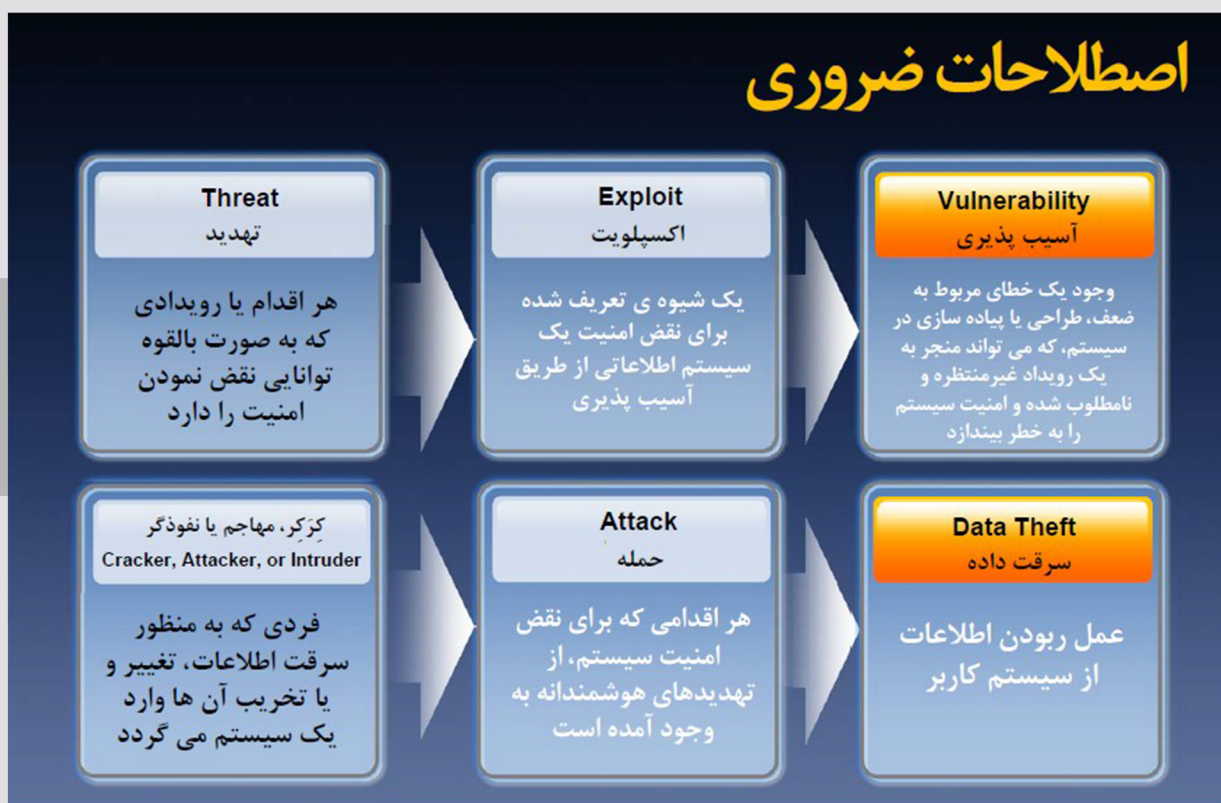 اصطلاحات ضروری
Threat
تهدید
هر اقدام یا رویدادی
که به صورت بالقوه
توانایی نقض نمودن
امنیت را دارد
Exploit
اکسپلویت
یک شیوه ی تعریف شده
برای نقض امنیت یک
سیستم اطلاعاتی از طریق
آسیب پذیری
Vulnerability
آسیب پذیری
وجود یک خطای مربوط به
ضعف، طراحی یا پیاده سازی در
سیستم، که می تواند منجر به
یک رویداد غیرمنتظره و
نامطلوب شده و امنیت سیستم
را به خطر بیندازد
کِرَکِر، مهاجم یا نفوذگر
Cracker, Attacker, or Intruder
فردی که به منظور
سرقت اطلاعات، تغییر و
یا تخریب آن ها وارد
یک سیستم می گردد
Attack
حمله
هر اقدامی که برای نقض
امنیت سیستم، از
تهدیدهای هوشمندانه به
وجود آمده است
Data Theft
سرقت داده
عمل ربودن اطلاعات
از سیستم کاربر